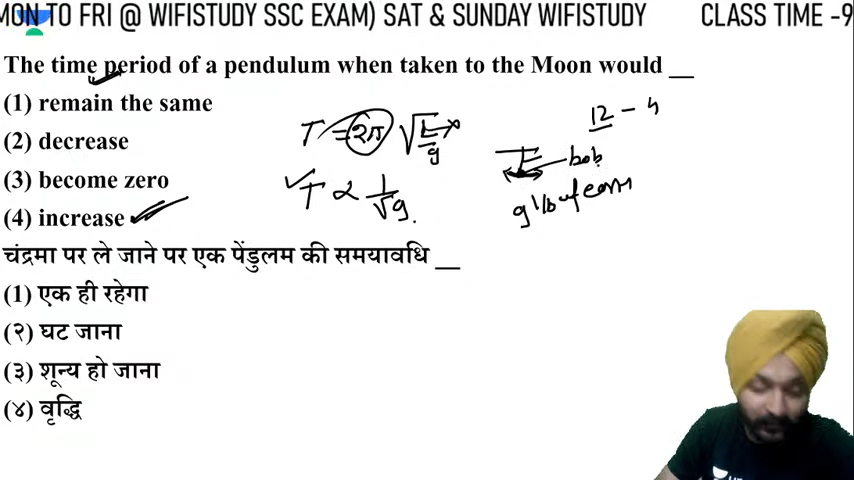 MON TO FRI @ WIFISTUDY SSC EXAM) SAT & SUNDAY WIFISTUDY CLASS TIME -9
The time period of a pendulum when taken to the Moon would __
(1) remain the same
(2) decrease
(3) become zero
(4) increase
T = 2π √L/g
T ∝ 1/√g.
12 -
bob
g 1/6
चंद्रमा पर ले जाने पर एक पेंडुलम की समयावधि __
(1) एक ही रहेगा
(२) घट जाना
(३) शून्य हो जाना
(४) वृद्धि